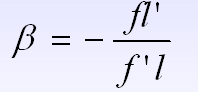 β = - fl' / f'l